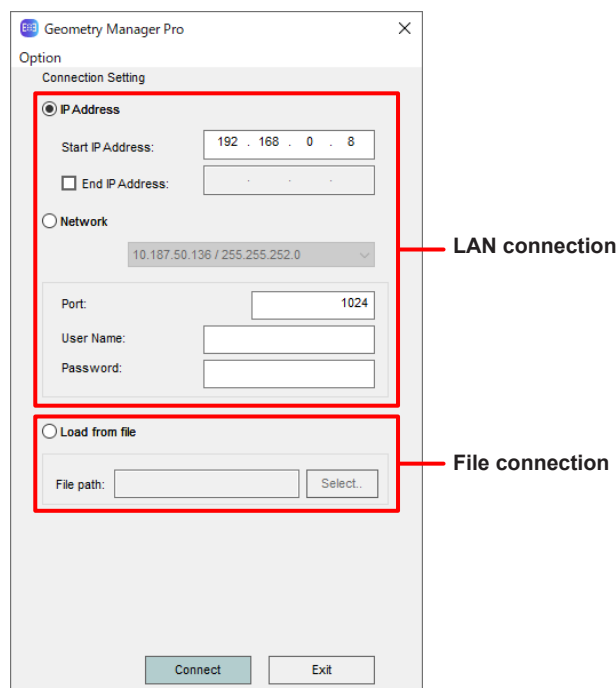 Geometry Manager Pro
Option
Connection Setting
IP Address
Start IP Address: 192 . 168 . 0 . 8
End IP Address: . . .
Network
10.187.50.136 / 255.255.252.0
LAN connection
Port: 1024
User Name:
Password:
Load from file
File connection
File path: Select..
Connect Exit